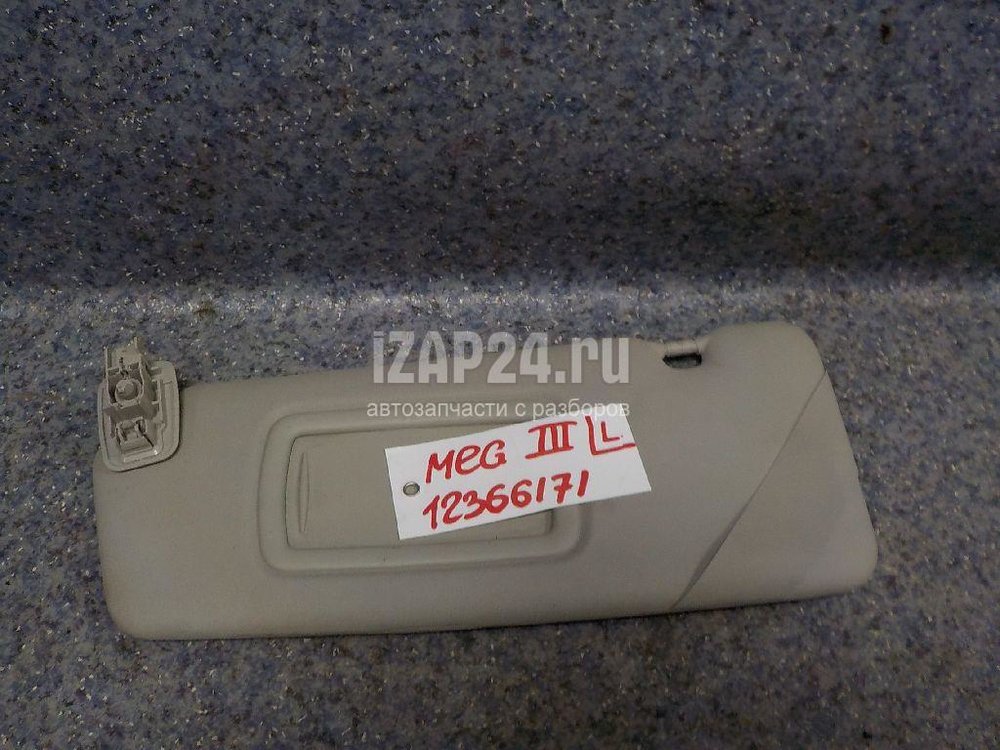 iZAP24.ru
автозапчасти с разборов
MEG III L
12366171